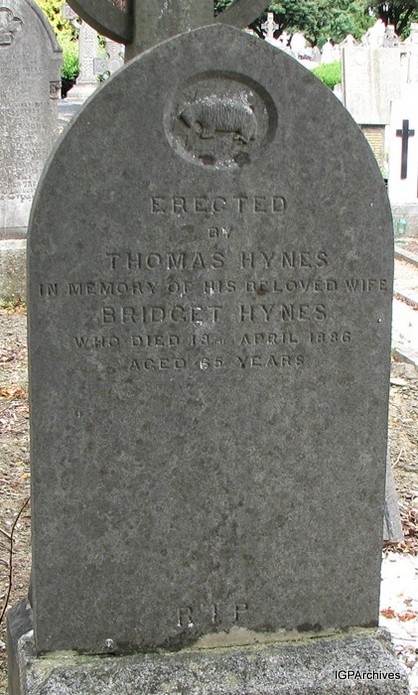 ERECTED
BY
THOMAS HYNES
IN MEMORY OF HIS BELOVED WIFE
BRIDGET HYNES
WHO DIED 18TH APRIL 1886
AGED 65 YEARS
R I P
IGPArchives